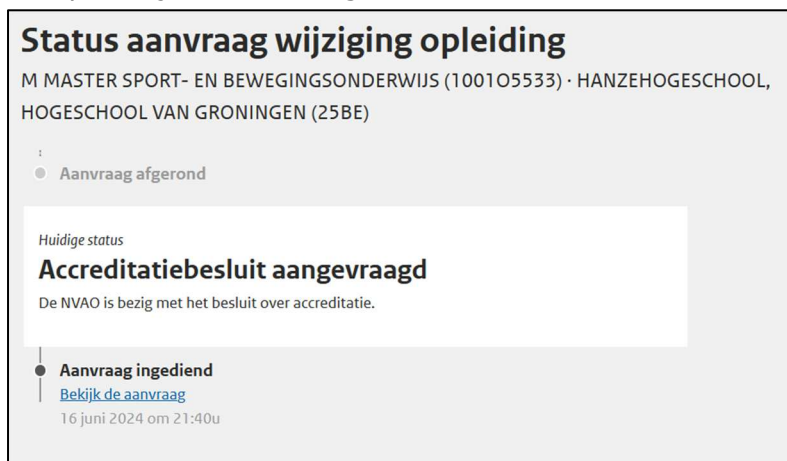 Status aanvraag wijziging opleiding
M MASTER SPORT- EN BEWEGINGSONDERWIJS (1001O5533) · HANZEHOGESCHOOL,
HOGESCHOOL VAN GRONINGEN (25BE)
Aanvraag afgerond
Huidige status
Accreditatiebesluit aangevraagd
De NVAO is bezig met het besluit over accreditatie.
Aanvraag ingediend
Bekijk de aanvraag
16 juni 2024 om 21:40u